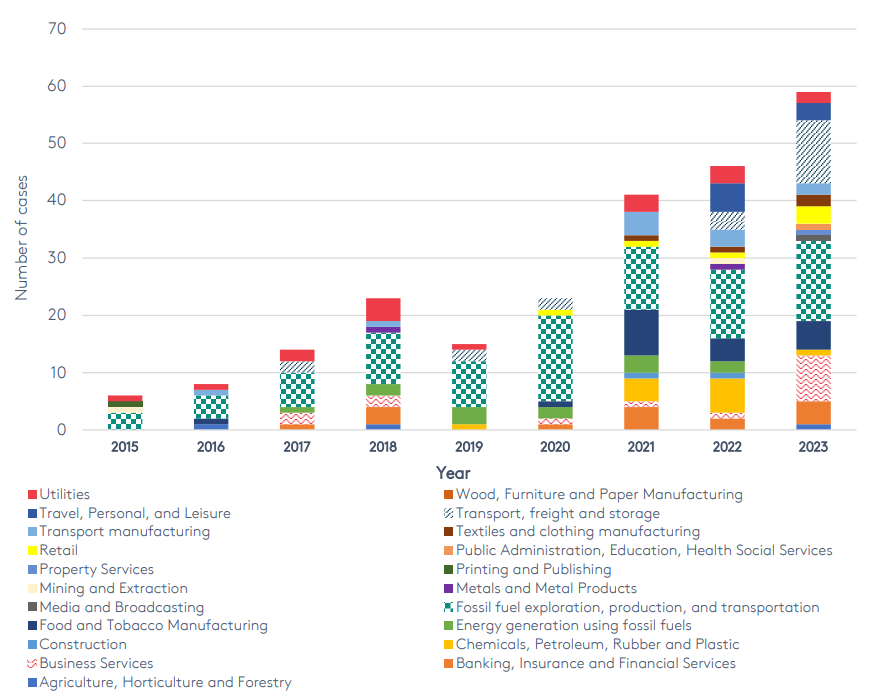 70
60
50
40
30
20
10
0
Number of cases
2015 2016 2017 2018 2019 2020 2021 2022 2023
Year
Utilities
Wood, Furniture and Paper Manufacturing
Travel, Personal, and Leisure
Transport, freight and storage
Transport manufacturing
Textiles and clothing manufacturing
Retail
Public Administration, Education, Health Social Services
Property Services
Printing and Publishing
Mining and Extraction
Metals and Metal Products
Media and Broadcasting
Fossil fuel exploration, production, and transportation
Food and Tobacco Manufacturing
Energy generation using fossil fuels
Construction
Chemicals, Petroleum, Rubber and Plastic
Business Services
Banking, Insurance and Financial Services
Agriculture, Horticulture and Forestry